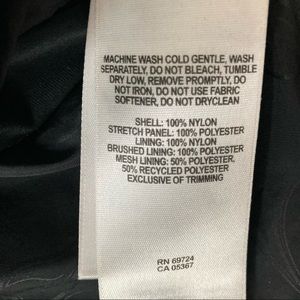 MACHINE WASH COLD GENTLE, WASH
SEPARATELY, DO NOT BLEACH, TUMBLE
DRY LOW, REMOVE PROMPTLY, DO
NOT IRON, DO NOT USE FABRIC
SOFTENER, DO NOT DRYCLEAN
SHELL: 100% NYLON
STRETCH PANEL: 100% POLYESTER
LINING: 100% NYLON
BRUSHED LINING: 100% POLYESTER
MESH LINING: 50% POLYESTER,
50% RECYCLED POLYESTER
EXCLUSIVE OF TRIMMING
RN 69724
CA 05367